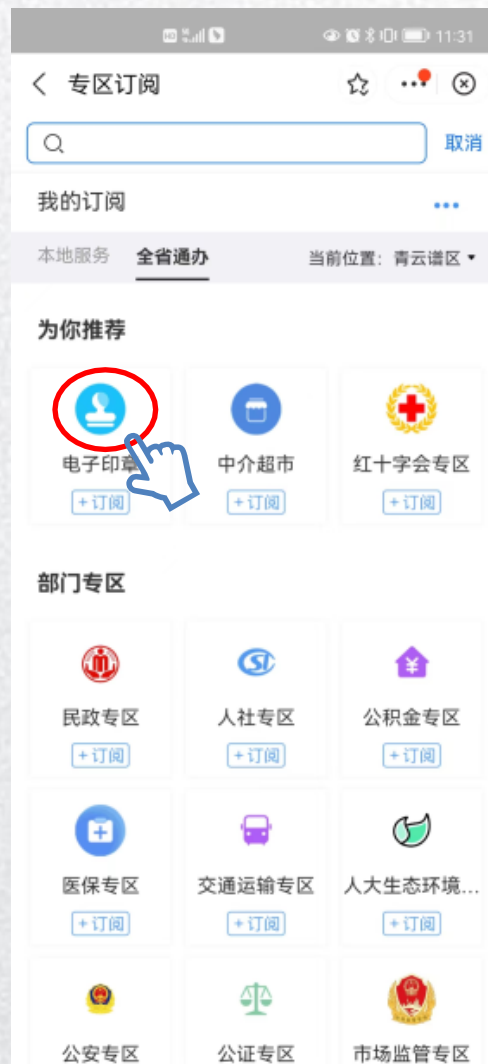 HD 11:31
专区订阅
取消
我的订阅
本地服务 全省通办 当前位置：青云谱区
为你推荐
电子印章 中介超市 红十字会专区
+订阅 +订阅 +订阅
部门专区
民政专区 人社专区 公积金专区
+订阅 +订阅 +订阅
医保专区 交通运输专区 人大生态环境...
+订阅 +订阅 +订阅
公安专区 公证专区 市场监管专区